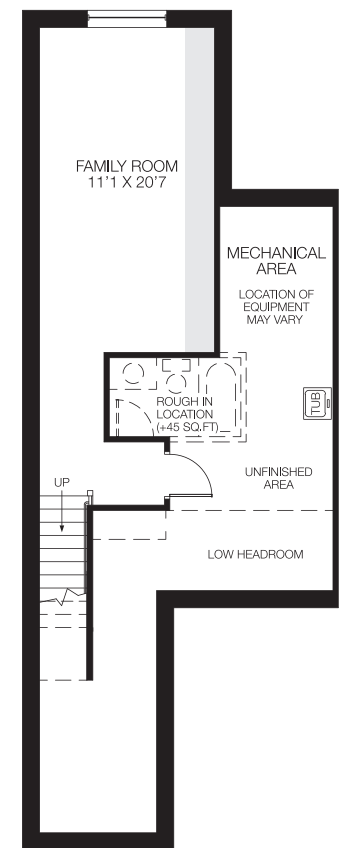 FAMILY ROOM
11'1 X 20'7
MECHANICAL
AREA
LOCATION OF
EQUIPMENT
MAY VARY
TUB
ROUGH IN
LOCATION
(+45 SQ.FT)
UNFINISHED
AREA
UP
LOW HEADROOM